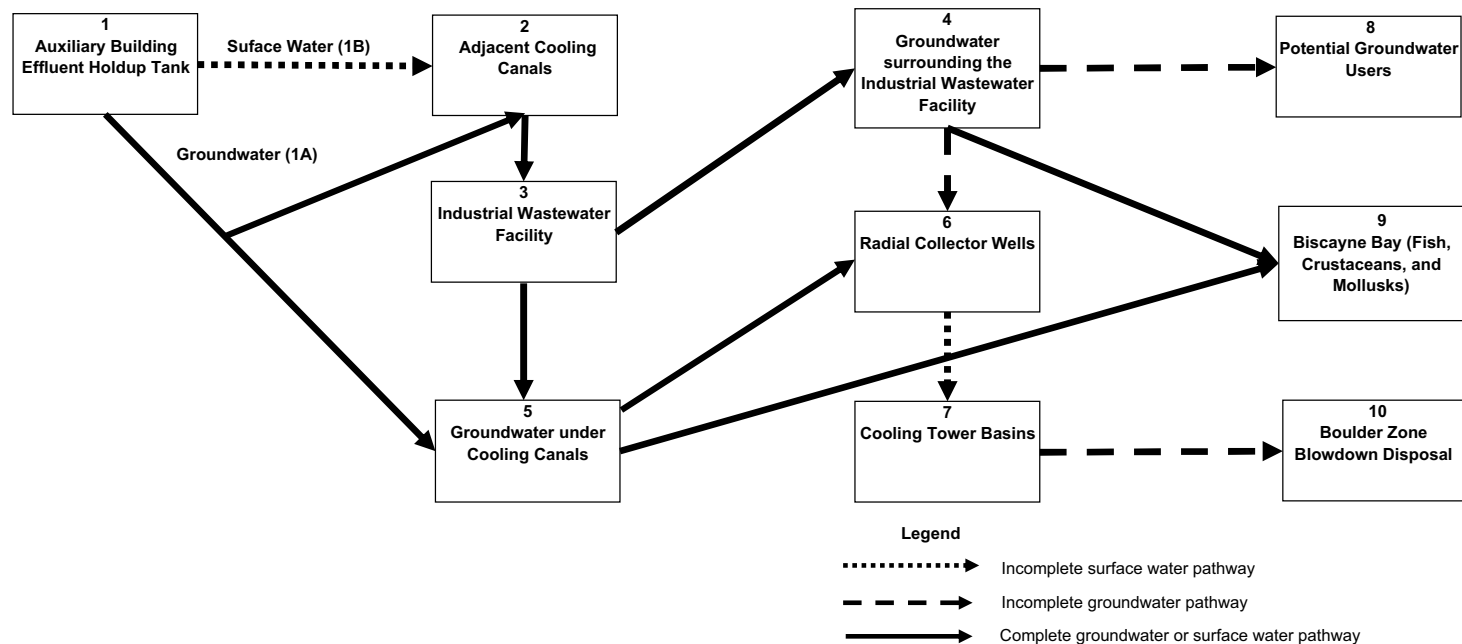 1
Auxiliary Building
Effluent Holdup Tank
Suface Water (1B)
2
Adjacent Cooling
Canals
4
Groundwater
surrounding the
Industrial Wastewater
Facility
8
Potential Groundwater
Users
Groundwater (1A)
3
Industrial Wastewater
Facility
6
Radial Collector Wells
9
Biscayne Bay (Fish,
Crustaceans, and
Mollusks)
5
Groundwater under
Cooling Canals
7
Cooling Tower Basins
10
Boulder Zone
Blowdown Disposal
Legend
Incomplete surface water pathway
Incomplete groundwater pathway
Complete groundwater or surface water pathway